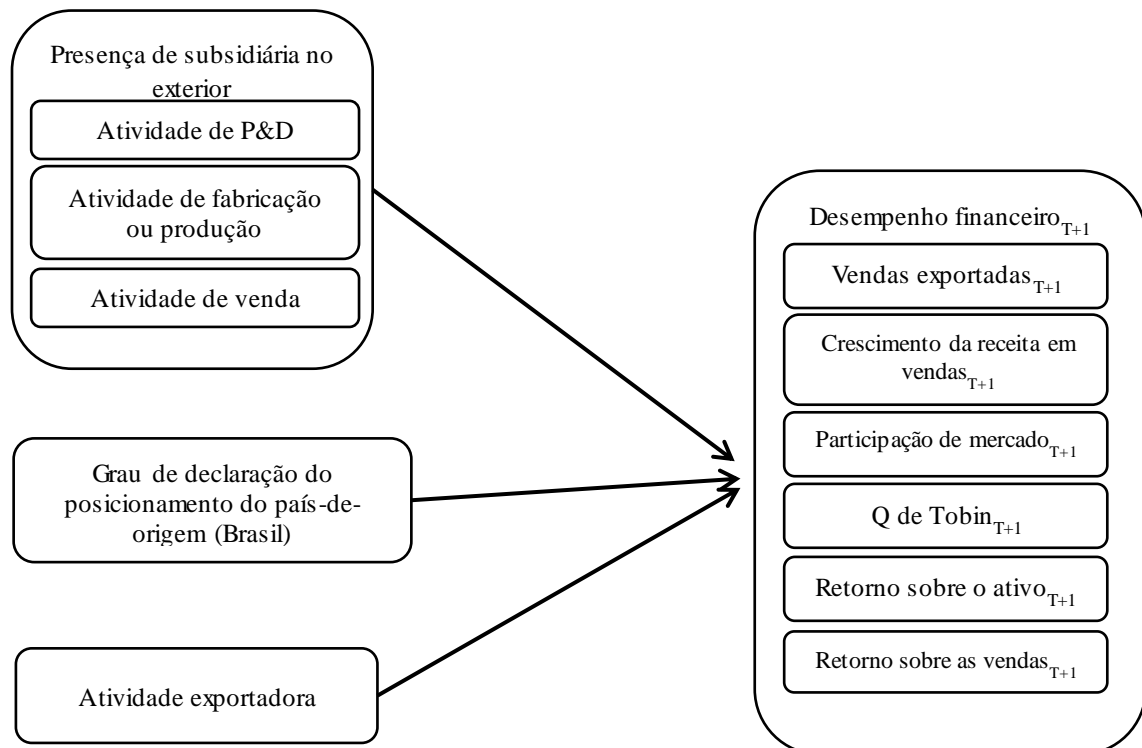 Presença de subsidiária no
exterior
Atividade de P&D
Atividade de fabricação
ou produção
Atividade de venda
Grau de declaração do
posicionamento do país-de-
origem (Brasil)
Atividade exportadora
Desempenho financeiroT+1
Vendas exportadasT+1
Crescimento da receita em
vendasT+1
Participação de mercadoT+1
Q de TobinT+1
Retorno sobre o ativoT+1
Retorno sobre as vendasT+1